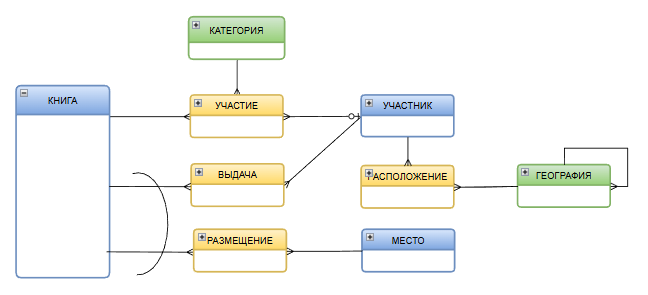 КАТЕГОРИЯ
КНИГА
УЧАСТИЕ
УЧАСТНИК
ВЫДАЧА
РАСПОЛОЖЕНИЕ
ГЕОГРАФИЯ
РАЗМЕЩЕНИЕ
МЕСТО